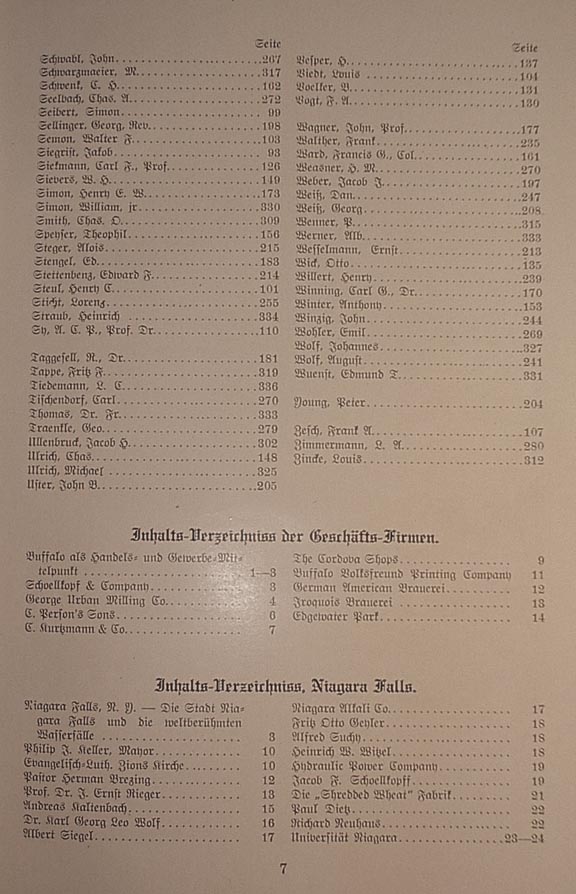 Seite
Schwabl, John 267
Schwarzmaier, M. 317
Schwenk, C. H. 162
Seelbach, Chas. A. 272
Seibert, Simon 99
Sellinger, Georg, Rev. 198
Semon, Walter F. 103
Siegrist, Jakob 93
Siekmann, Carl F., Prof. 126
Sievers, W. H. 149
Simon, Henry E. W. 173
Simon, William, jr 330
Smith, Chas. O. 309
Speyser, Theophil 156
Steger, Alois 215
Stengel, Ed. 183
Stettenbenz, Edward F. 214
Steul, Henry C. 101
Sticht, Lorenz 255
Straub, Heinrich 334
Sy, A. C. P., Prof. Dr. 110
Taggesell, R., Dr. 181
Tappe, Fritz F. 319
Tiedemann, L. C. 336
Tischendorf, Carl 270
Thomas, Dr. Fr. 333
Traenkle, Geo. 279
Ullenbruck, Jacob H. 302
Ulrich, Chas. 148
Ulrich, Michael 325
Uster, John B. 205
Seite
Vesper, H. 137
Viedt, Louis 104
Voelker, B. 131
Vogt, F. A. 130
Wagner, John, Prof. 177
Walther, Frank 235
Ward, Francis G., Col. 161
Weasner, H. M. 270
Weber, Jacob J. 197
Weiß, Dan. 247
Weiß, Georg 208
Wenner, P. 315
Werner, Alb. 333
Wesselmann, Ernst 213
Wick, Otto 135
Willert, Henry 239
Winning, Carl G., Dr. 170
Winter, Anthony 153
Winzig, John 244
Wohler, Emil 269
Wolf, Johannes 327
Wolf, August 241
Wuenst, Edmund T. 331
Young, Peter 204
Zesch, Frank A. 107
Zimmermann, L. A. 280
Zincke, Louis 312
Inhalts-Verzeichniss der Geschäfts-Firmen.
Buffalo als Handels- und Gewerbe-Mit-
telpunkt 1—3
Schoellkopf & Company 3
George Urban Milling Co. 4
C. Person's Sons 6
C. Kurtzmann & Co. 7
The Cordova Shops 9
Buffalo Volksfreund Printing Company 11
German American Brauerei 12
Iroquois Brauerei 13
Edgewater Park 14
Inhalts-Verzeichniss, Niagara Falls.
Niagara Falls, N. Y. — Die Stadt Nia-
gara Falls und die weltberühmten
Wasserfälle 3
Philip J. Keller, Mayor 10
Evangelisch-Luth. Zions Kirche 10
Pastor Herman Brezing 12
Prof. Dr. J. Ernst Rieger 13
Andreas Kaltenbach 15
Dr. Karl Georg Leo Wolf 16
Albert Siegel 17
Niagara Alkali Co. 17
Fritz Otto Geyler 18
Alfred Suchy 18
Heinrich W. Witzel 18
Hydraulic Power Company 19
Jacob F. Schoellkopff 19
Die „Shredded Wheat" Fabrik 21
Paul Dietz 22
Richard Neuhaus 22
Universität Niagara 23—24
7